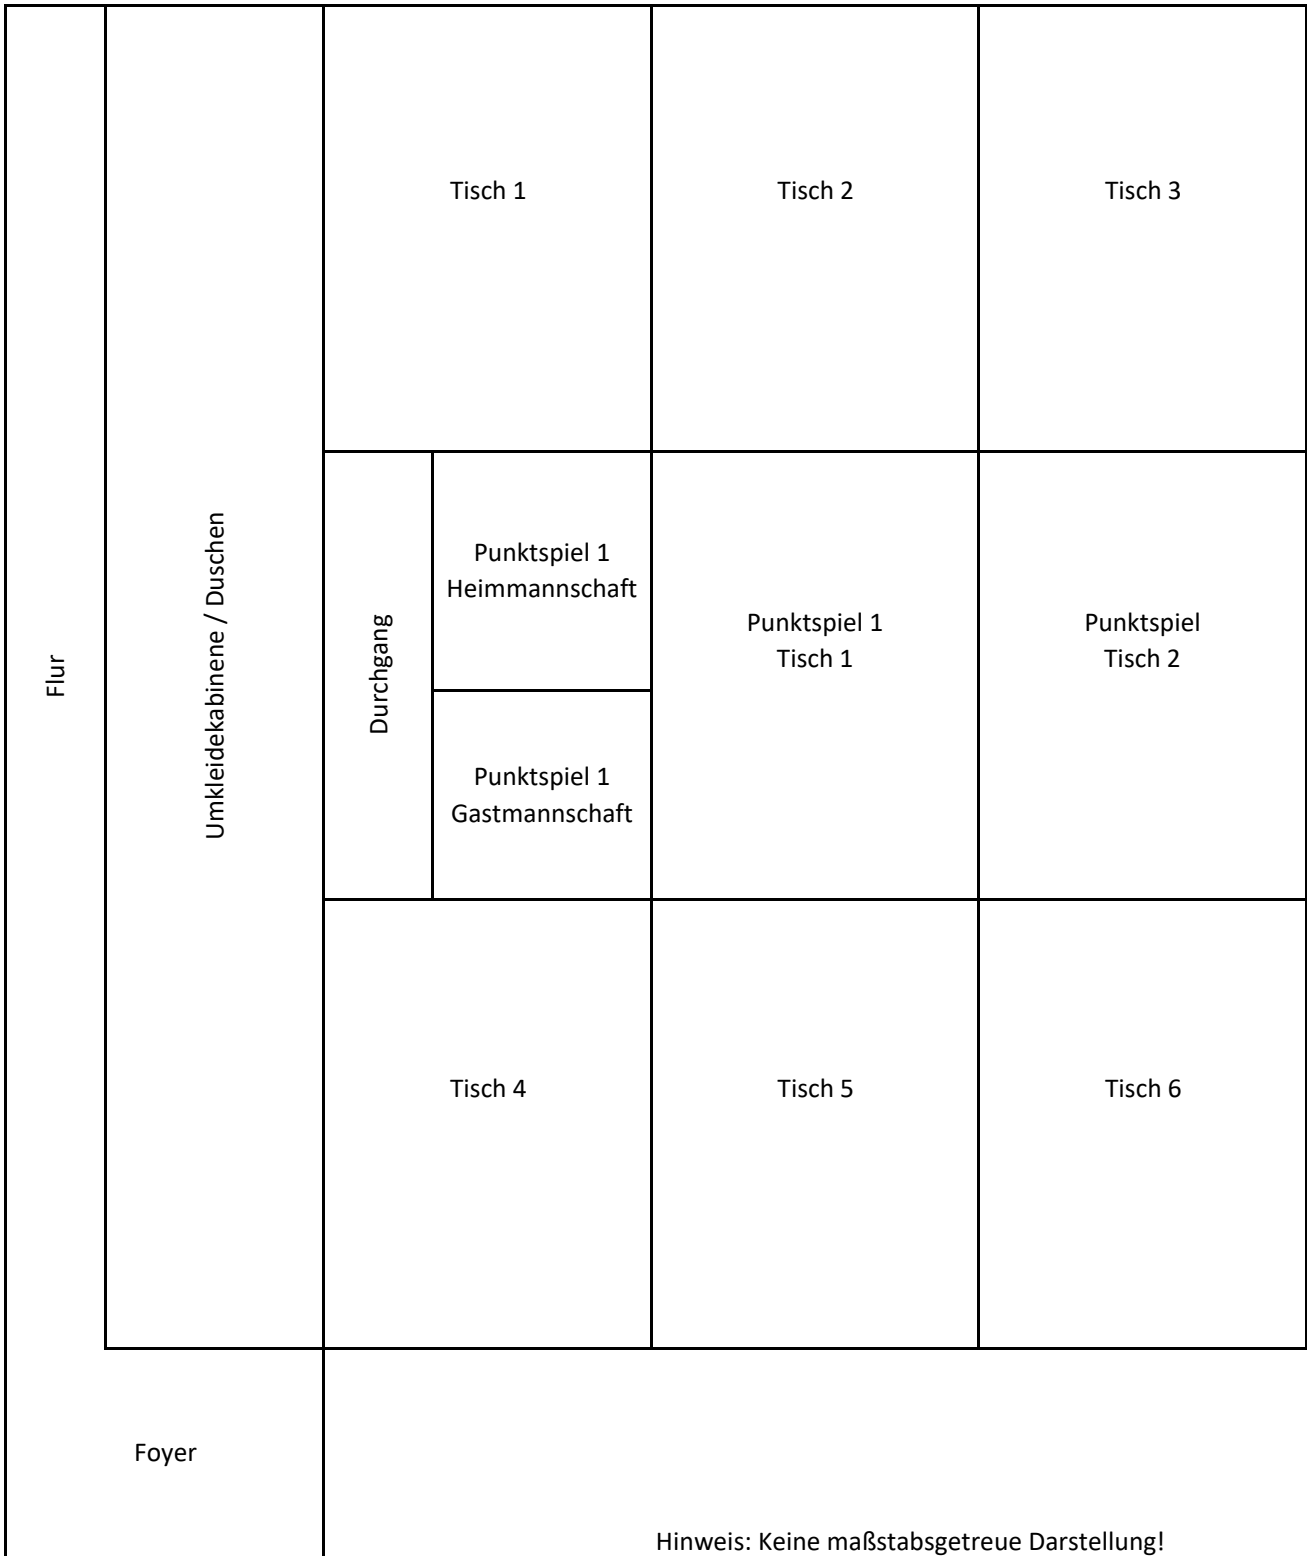 Tisch 1
Tisch 2
Tisch 3
Flur
Umkleidekabinene / Duschen
Durchgang
Punktspiel 1
Heimmannschaft
Punktspiel 1
Gastmannschaft
Punktspiel 1
Tisch 1
Punktspiel
Tisch 2
Tisch 4
Tisch 5
Tisch 6
Foyer
Hinweis: Keine maßstabsgetreue Darstellung!